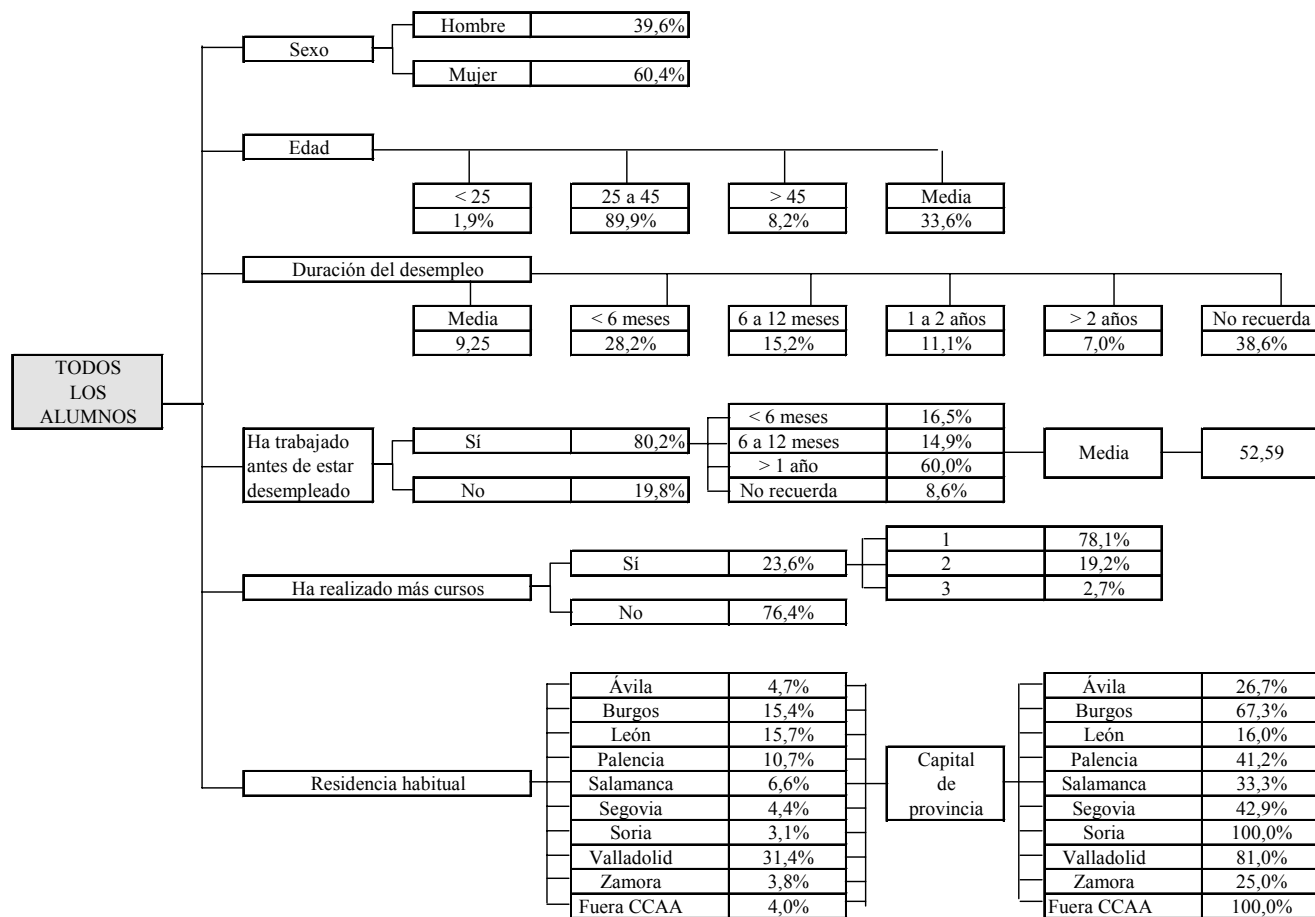 Hombre 39,6%
Sexo
Mujer 60,4%
Edad
< 25 25 a 45 > 45 Media
1,9% 89,9% 8,2% 33,6%
Duración del desempleo
Media < 6 meses 6 a 12 meses 1 a 2 años > 2 años No recuerda
9,25 28,2% 15,2% 11,1% 7,0% 38,6%
TODOS
LOS
ALUMNOS
Ha trabajado
antes de estar
desempleado
Sí 80,2%
No 19,8%
< 6 meses 16,5%
6 a 12 meses 14,9%
> 1 año 60,0%
No recuerda 8,6%
Media 52,59
Ha realizado más cursos
Sí 23,6%
No 76,4%
1 78,1%
2 19,2%
3 2,7%
Residencia habitual
Ávila 4,7%
Burgos 15,4%
León 15,7%
Palencia 10,7%
Salamanca 6,6%
Segovia 4,4%
Soria 3,1%
Valladolid 31,4%
Zamora 3,8%
Fuera CCAA 4,0%
Capital
de
provincia
Ávila 26,7%
Burgos 67,3%
León 16,0%
Palencia 41,2%
Salamanca 33,3%
Segovia 42,9%
Soria 100,0%
Valladolid 81,0%
Zamora 25,0%
Fuera CCAA 100,0%